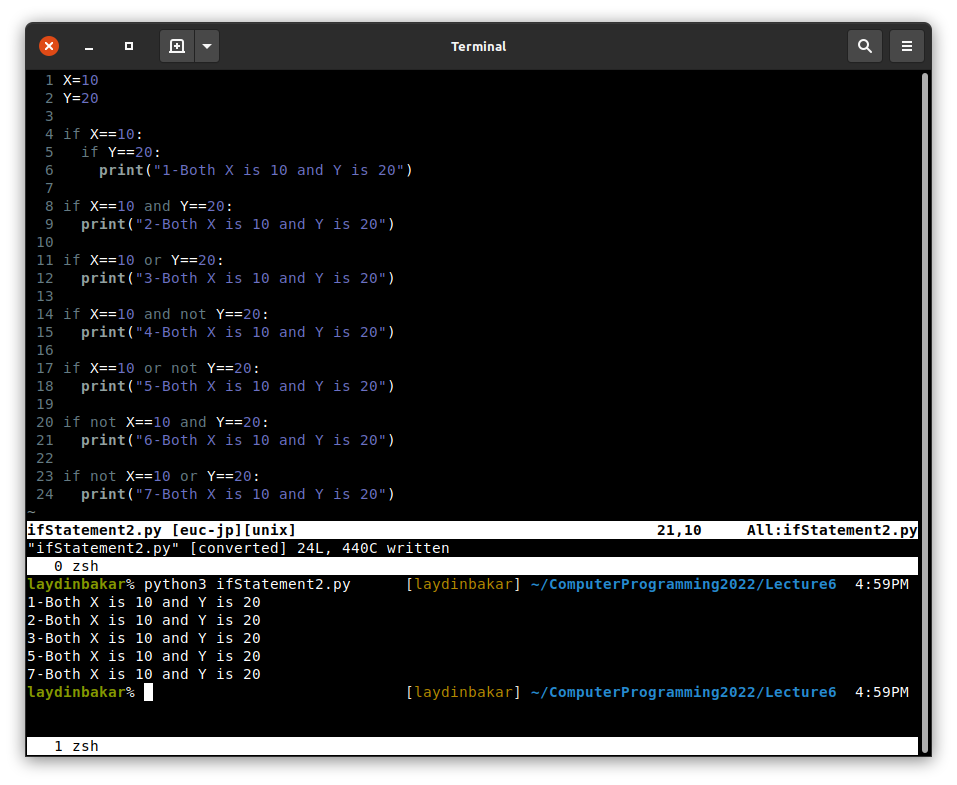 Terminal
1 X=10
2 Y=20
3
4 if X==10:
5   if Y==20:
6     print("1-Both X is 10 and Y is 20")
7
8 if X==10 and Y==20:
9   print("2-Both X is 10 and Y is 20")
10
11 if X==10 or Y==20:
12   print("3-Both X is 10 and Y is 20")
13
14 if X==10 and not Y==20:
15   print("4-Both X is 10 and Y is 20")
16
17 if X==10 or not Y==20:
18   print("5-Both X is 10 and Y is 20")
19
20 if not X==10 and Y==20:
21   print("6-Both X is 10 and Y is 20")
22
23 if not X==10 or Y==20:
24   print("7-Both X is 10 and Y is 20")
~
ifStatement2.py [euc-jp][unix] 21,10 All:ifStatement2.py
"ifStatement2.py" [converted] 24L, 440C written
0 zsh
laydinbakar% python3 ifStatement2.py [laydinbakar] ~/ComputerProgramming2022/Lecture6 4:59PM
1-Both X is 10 and Y is 20
2-Both X is 10 and Y is 20
3-Both X is 10 and Y is 20
5-Both X is 10 and Y is 20
7-Both X is 10 and Y is 20
laydinbakar% [laydinbakar] ~/ComputerProgramming2022/Lecture6 4:59PM
1 zsh